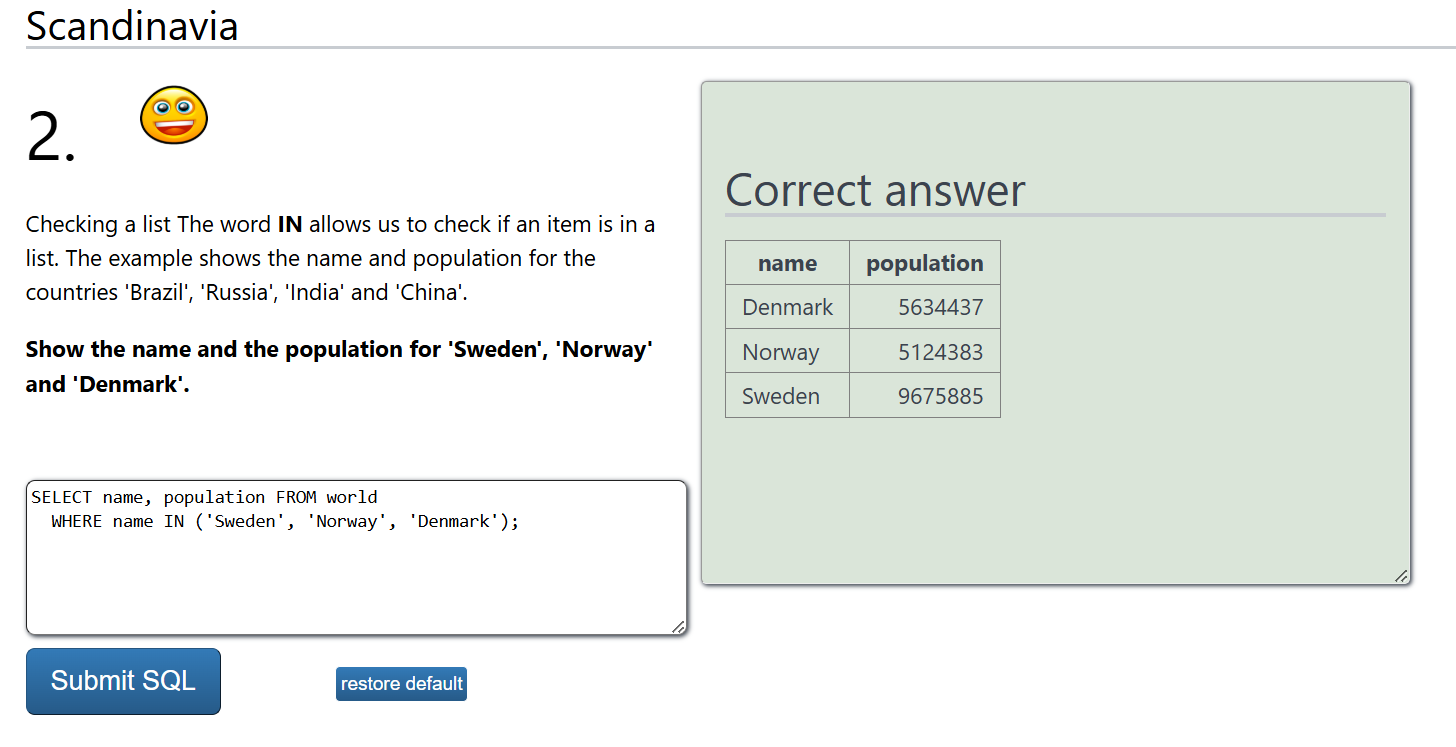 Scandinavia
2.
Checking a list The word IN allows us to check if an item is in a
list. The example shows the name and population for the
countries 'Brazil', 'Russia', 'India' and 'China'.
Show the name and the population for 'Sweden', 'Norway'
and 'Denmark'.
SELECT name, population FROM world
  WHERE name IN ('Sweden', 'Norway', 'Denmark');
Submit SQL
restore default
Correct answer
name population
Denmark 5634437
Norway 5124383
Sweden 9675885